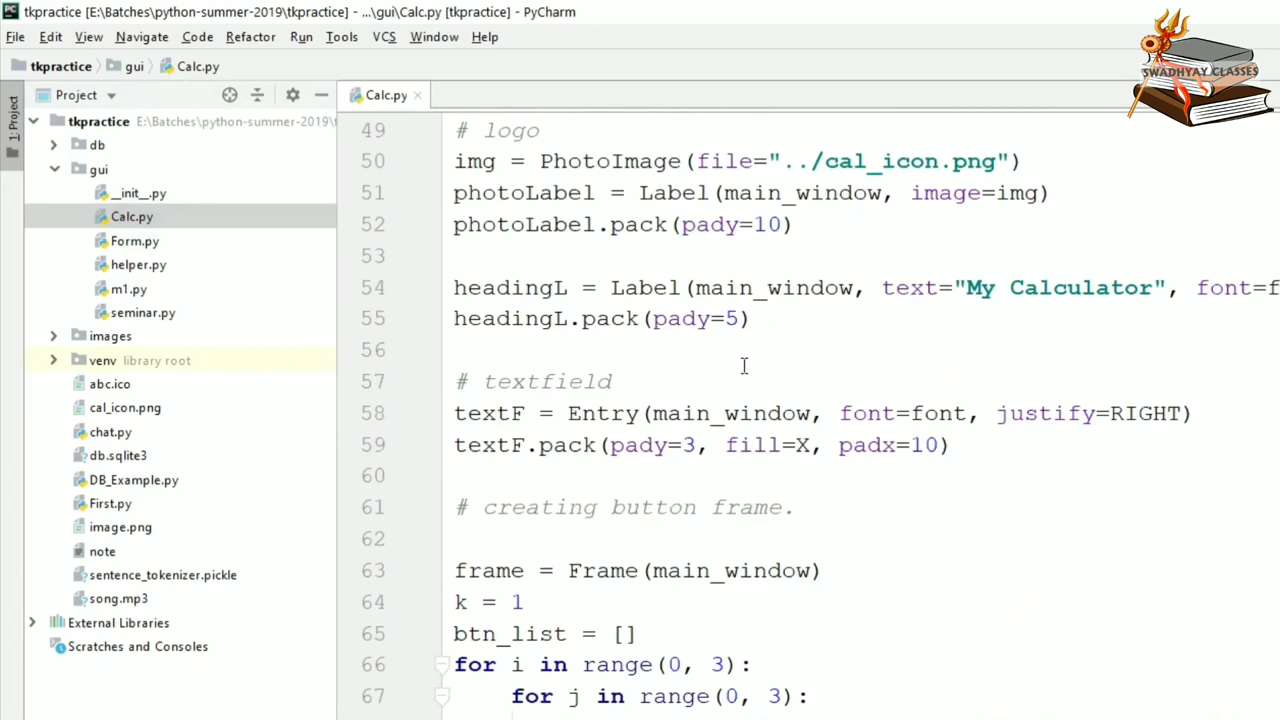 tkpractice [E:\Batches\python-summer-2019\tkpractice] - ...\gui\Calc.py [tkpractice] - PyCharm
File Edit View Navigate Code Refactor Run Tools VCS Window Help
tkpractice gui Calc.py
SWADHYAY CLASSES
1: Project
Project
Calc.py
tkpractice E:\Batches\python-summer-2019\t
db
gui
__init__.py
Calc.py
Form.py
helper.py
m1.py
seminar.py
images
venv library root
abc.ico
cal_icon.png
chat.py
db.sqlite3
DB_Example.py
First.py
image.png
note
sentence_tokenizer.pickle
song.mp3
External Libraries
Scratches and Consoles
49 # logo
50 img = PhotoImage(file="../cal_icon.png")
51 photoLabel = Label(main_window, image=img)
52 photoLabel.pack(pady=10)
53
54 headingL = Label(main_window, text="My Calculator", font=f
55 headingL.pack(pady=5)
56
57 # textfield
58 textF = Entry(main_window, font=font, justify=RIGHT)
59 textF.pack(pady=3, fill=X, padx=10)
60
61 # creating button frame.
62
63 frame = Frame(main_window)
64 k = 1
65 btn_list = []
66 for i in range(0, 3):
67 for j in range(0, 3):